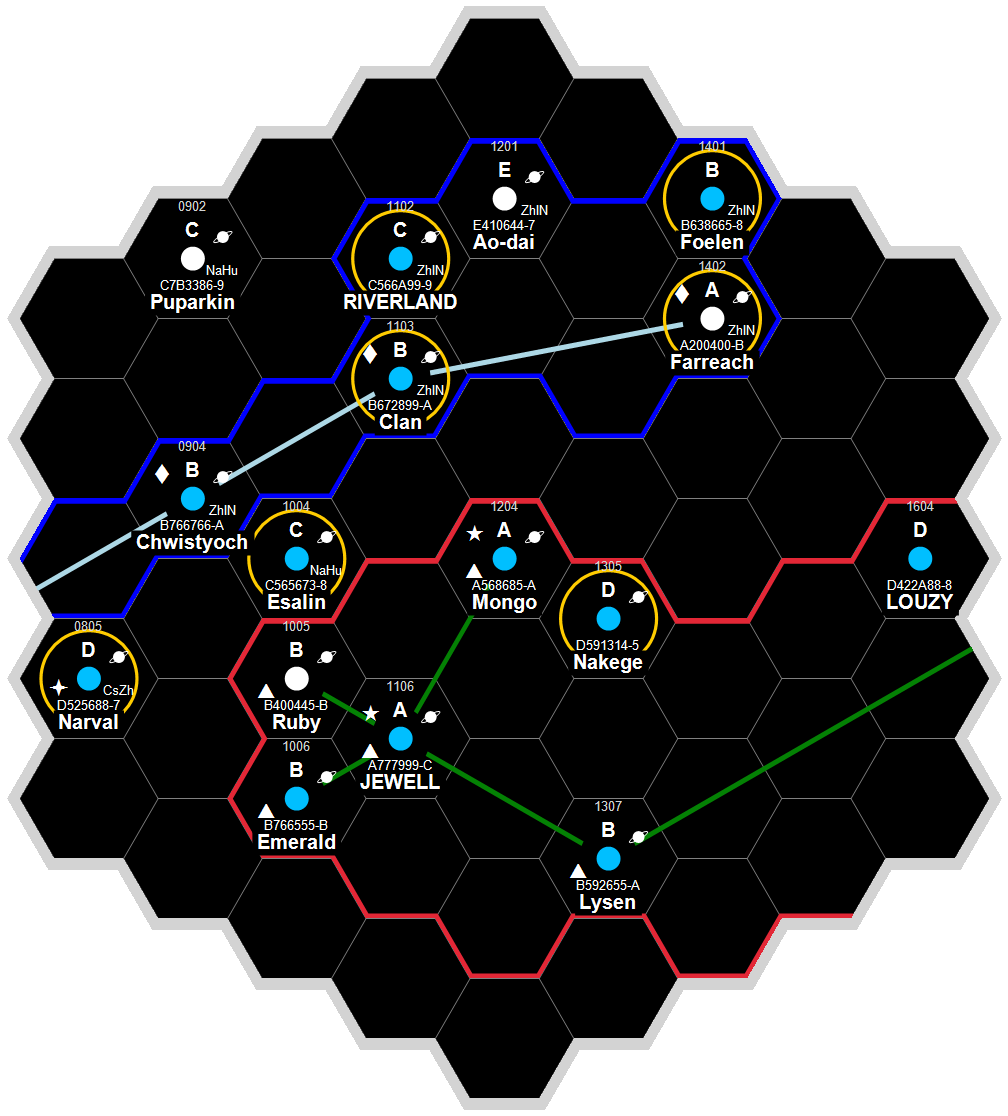 1201
E
ZhIN
E410644-7
Ao-dai
1401
B
ZhIN
B638665-8
Foelen
0902
C
NaHu
C7B3386-9
Puparkin
1102
C
ZhIN
C566A99-9
RIVERLAND
1402
A
ZhIN
A200400-B
Farreach
1103
B
ZhIN
B672899-A
Clan
0904
B
ZhIN
B766766-A
Chwistyoch
1004
C
NaHu
C565673-8
Esalin
1204
A
A568685-A
Mongo
1604
D
D422A88-8
LOUZY
1305
D
D591314-5
Nakege
0805
D
CsZh
D525688-7
Narval
1005
B
B400445-B
Ruby
1106
A
A777999-C
JEWELL
1006
B
B766555-B
Emerald
1307
B
B592655-A
Lysen